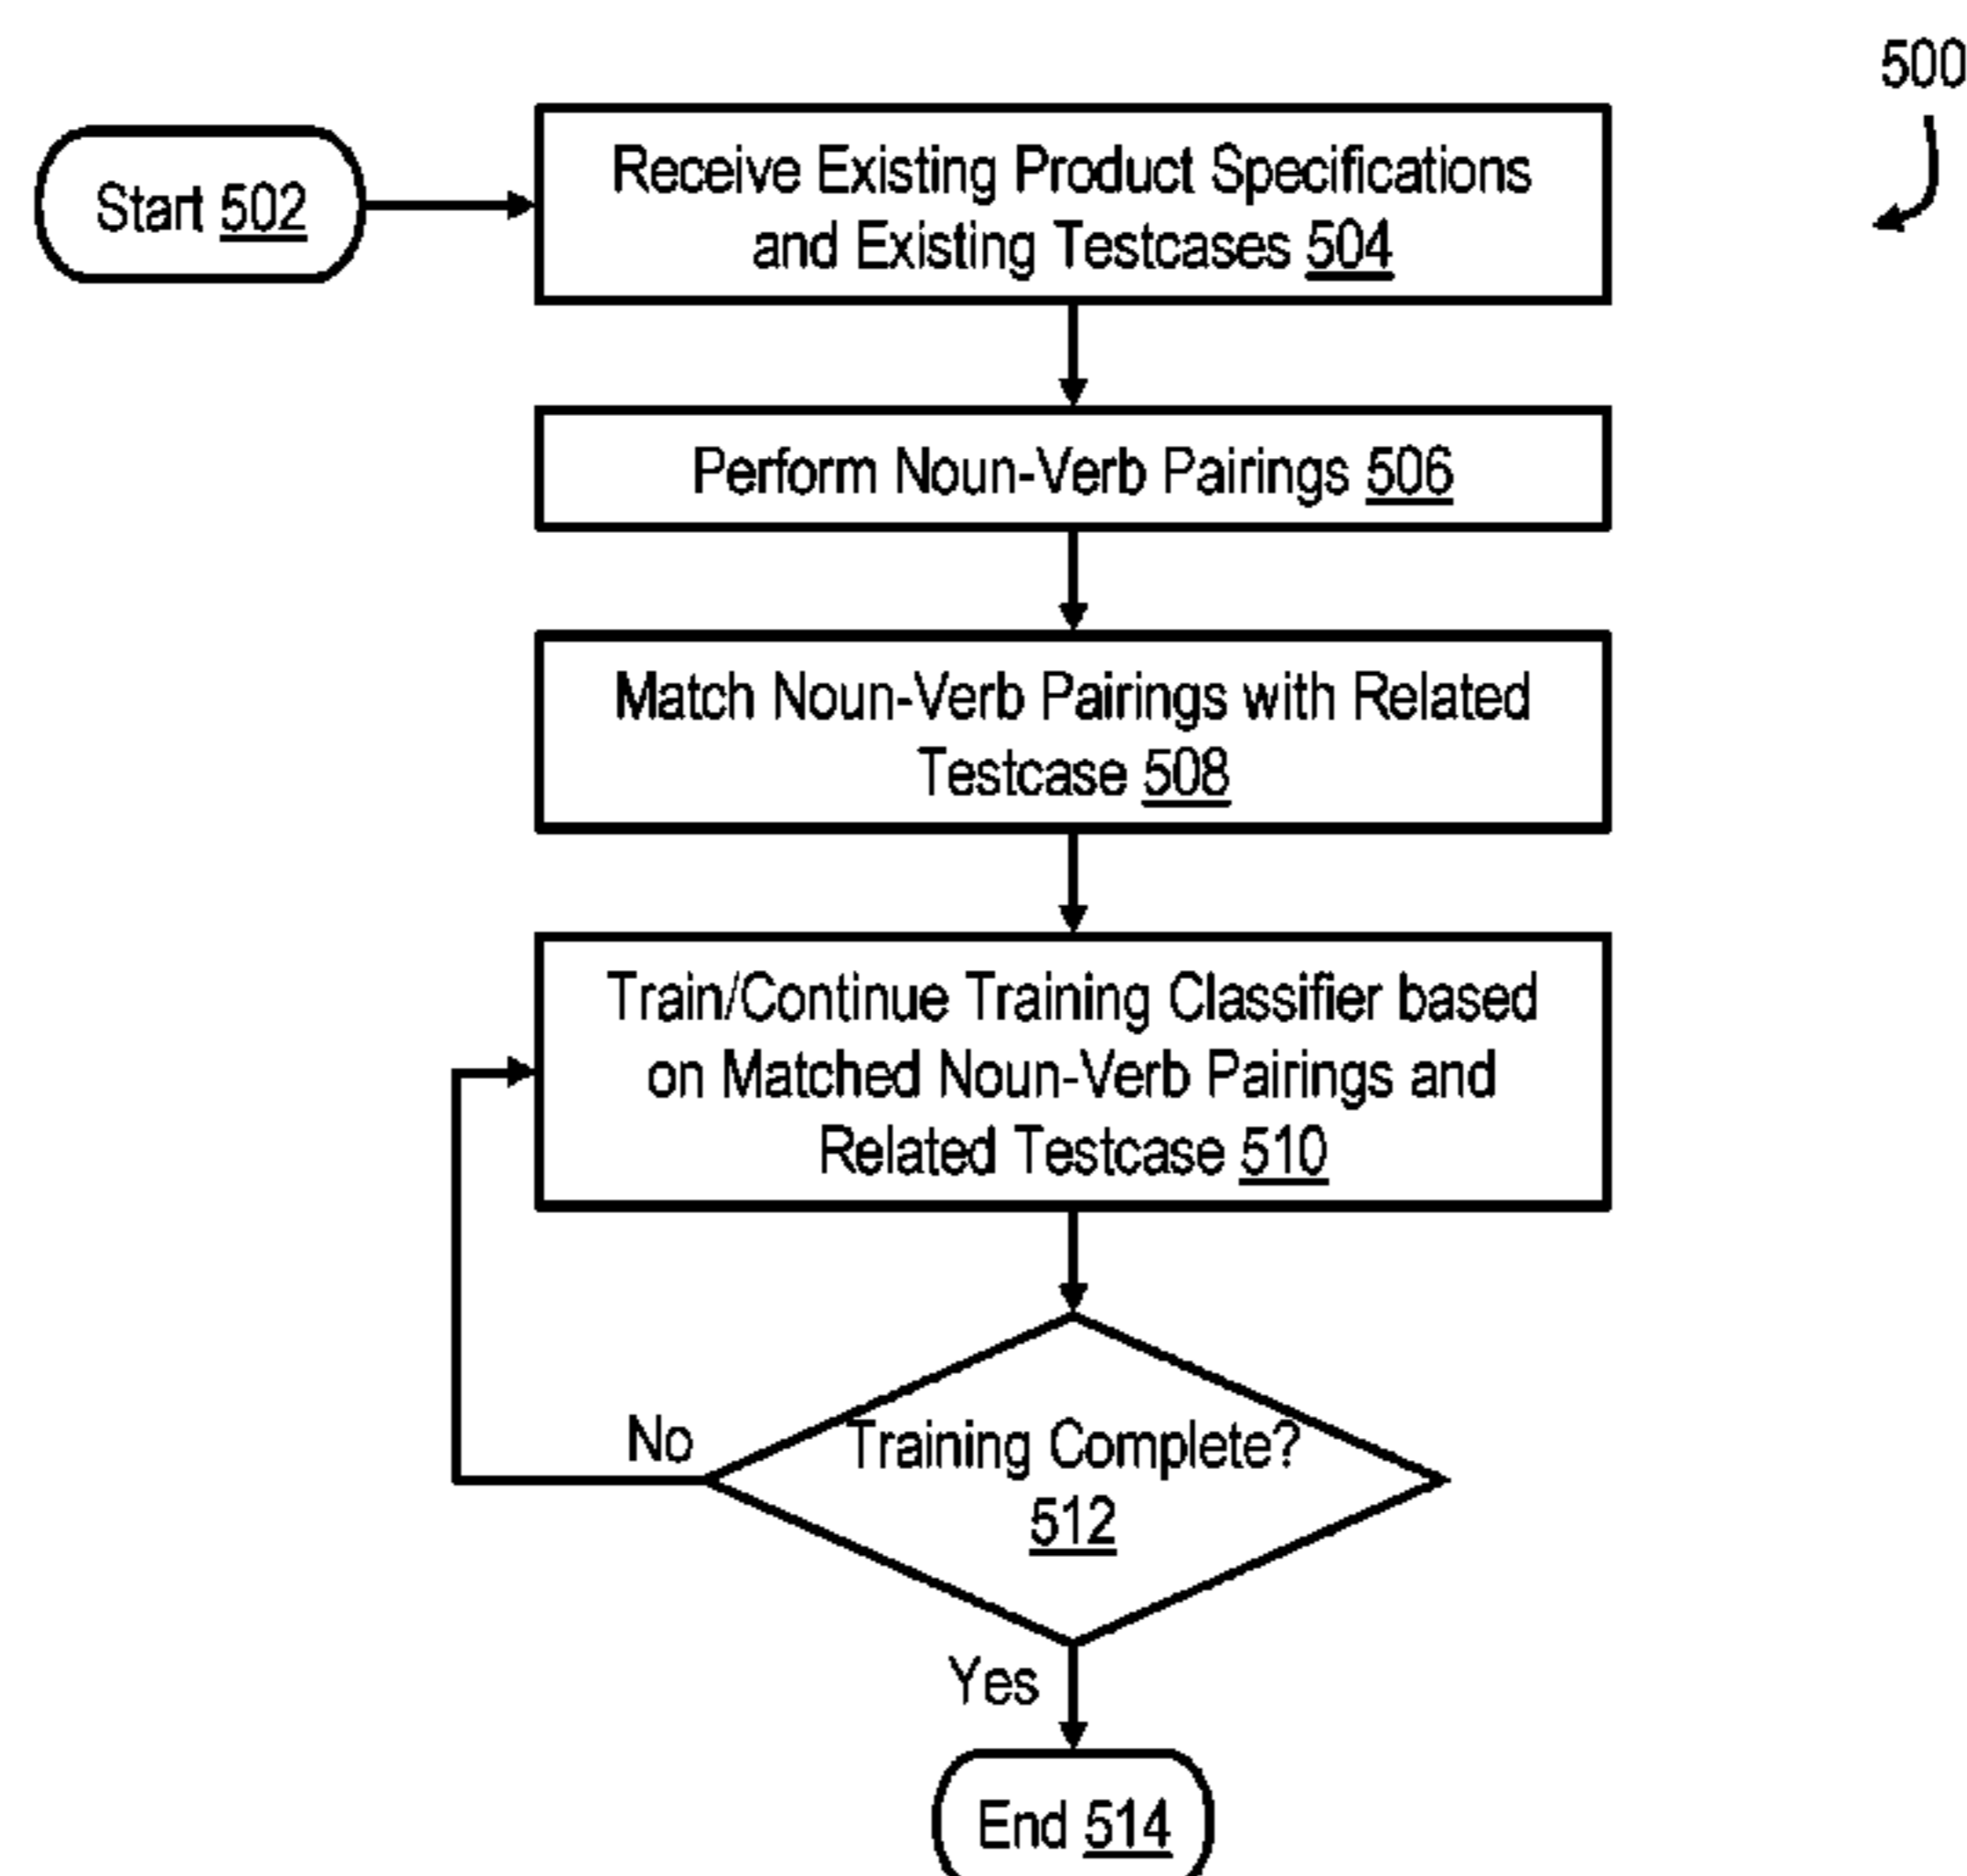 500
Start 502
Receive Existing Product Specifications
and Existing Testcases 504
Perform Noun-Verb Pairings 506
Match Noun-Verb Pairings with Related
Testcase 508
Train/Continue Training Classifier based
on Matched Noun-Verb Pairings and
Related Testcase 510
Training Complete?
512
No
Yes
End 514